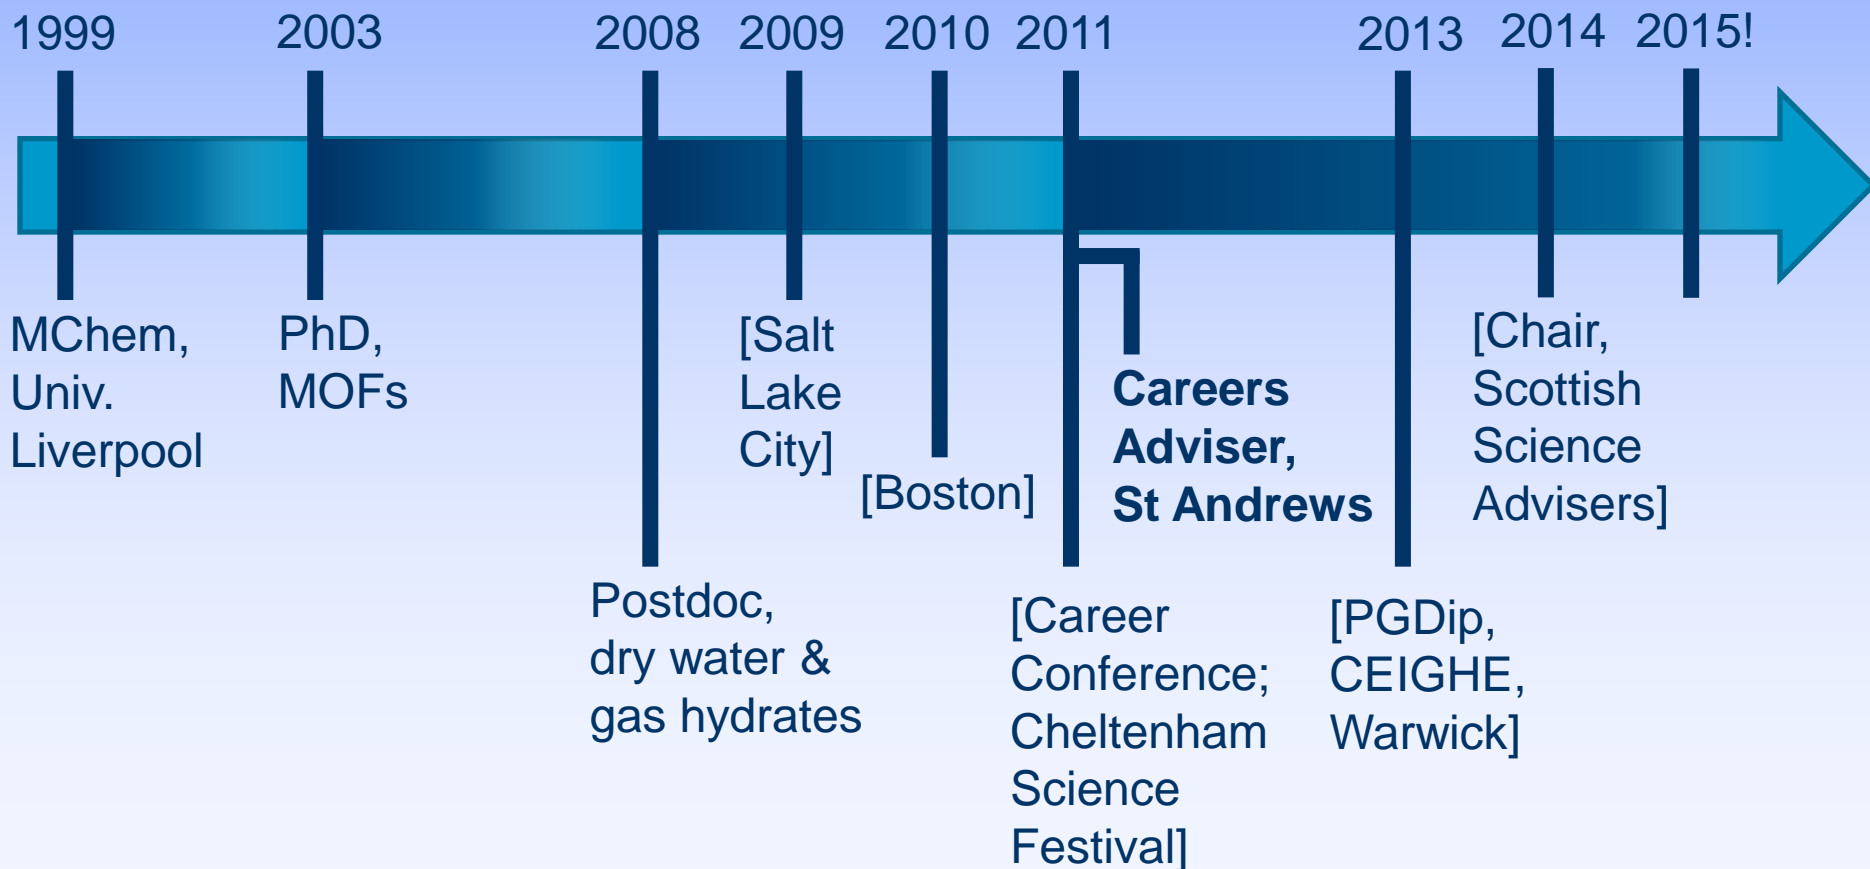 1999
2003
2008
2009
2010
2011
2013
2014
2015!
MChem,
Univ.
Liverpool
PhD,
MOFs
Postdoc,
dry water &
gas hydrates
[Salt
Lake
City]
[Boston]
Careers
Adviser,
St Andrews
[Career
Conference;
Cheltenham
Science
Festival]
[PGDip,
CEIGHE,
Warwick]
[Chair,
Scottish
Science
Advisers]